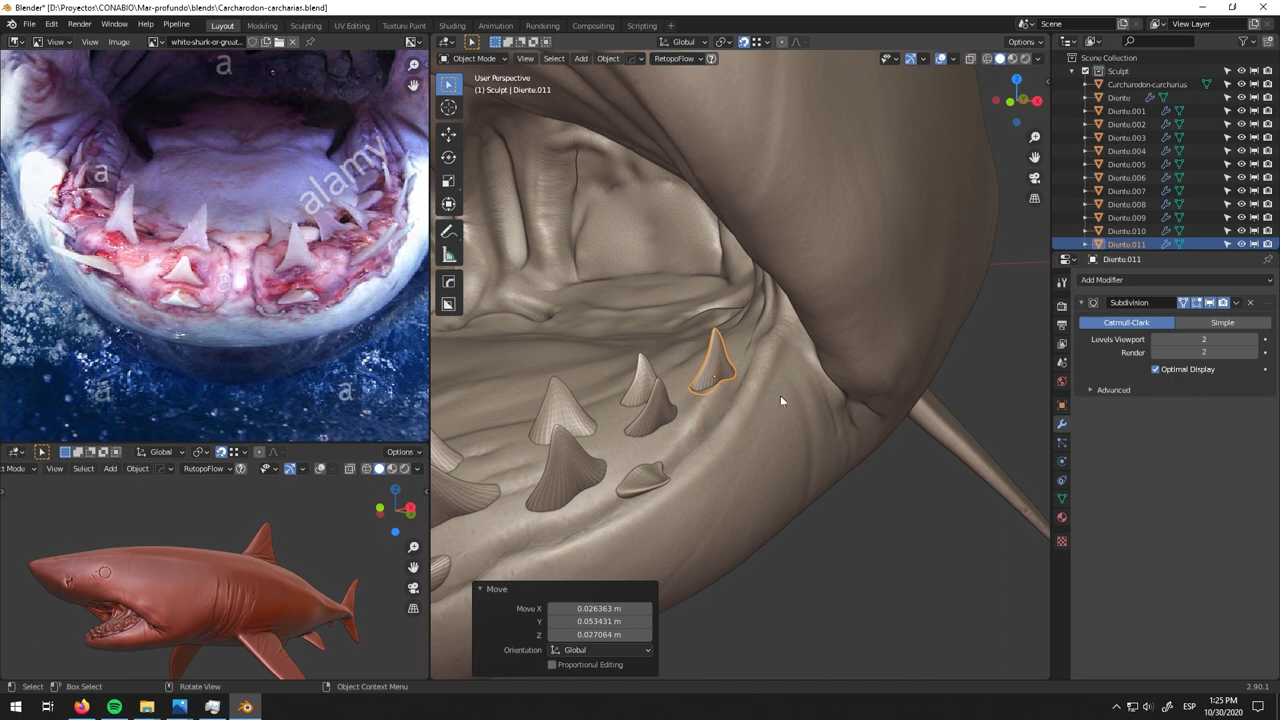 Blender* [D:\Proyectos\CONABIO\Mar-profundo\blends\Carcharodon-carcharias.blend]
File Edit Render Window Help Pipeline Layout Modeling Sculpting UV Editing Texture Paint Shading Animation Rendering Compositing Scripting + Scene View Layer
View View Image white-shark-or-great... Global Options
Object Mode View Select Add Object RetopoFlow
User Perspective
(1) Sculpt | Diente.011
Scene Collection
Sculpt
Carcharodon-carcharias
Diente
Diente.001
Diente.002
Diente.003
Diente.004
Diente.005
Diente.006
Diente.007
Diente.008
Diente.009
Diente.010
Diente.011
Diente.011
Add Modifier
Subdivision
Catmull-Clark Simple
Levels Viewport 2
Render 2
Optimal Display
Advanced
a
a
alamy
a
a
a
Global Options
t Mode View Select Add Object RetopoFlow
Move
Move X 0.026363 m
Y 0.053431 m
Z 0.027064 m
Orientation Global
Proportional Editing
Select Box Select Rotate View Object Context Menu 2.90.1
ESP 1:25 PM
10/30/2020